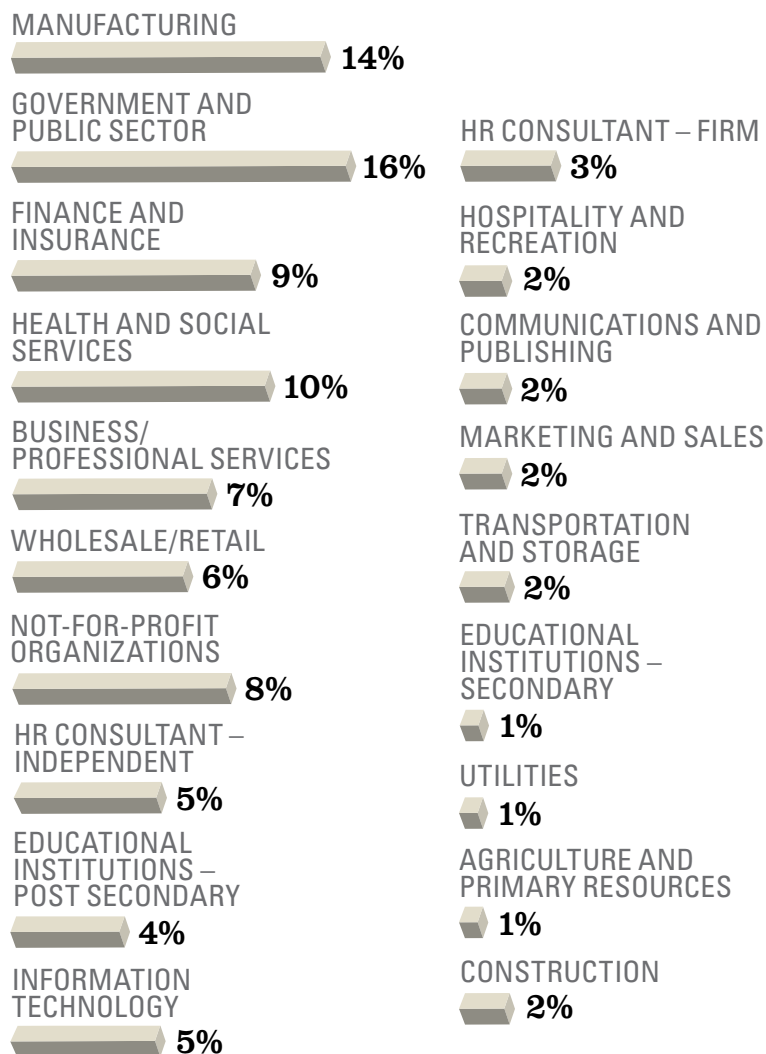 MANUFACTURING
14%
GOVERNMENT AND
PUBLIC SECTOR
16%
FINANCE AND
INSURANCE
9%
HEALTH AND SOCIAL
SERVICES
10%
BUSINESS/
PROFESSIONAL SERVICES
7%
WHOLESALE/RETAIL
6%
NOT-FOR-PROFIT
ORGANIZATIONS
8%
HR CONSULTANT –
INDEPENDENT
5%
EDUCATIONAL
INSTITUTIONS –
POST SECONDARY
4%
INFORMATION
TECHNOLOGY
5%
HR CONSULTANT – FIRM
3%
HOSPITALITY AND
RECREATION
2%
COMMUNICATIONS AND
PUBLISHING
2%
MARKETING AND SALES
2%
TRANSPORTATION
AND STORAGE
2%
EDUCATIONAL
INSTITUTIONS –
SECONDARY
1%
UTILITIES
1%
AGRICULTURE AND
PRIMARY RESOURCES
1%
CONSTRUCTION
2%